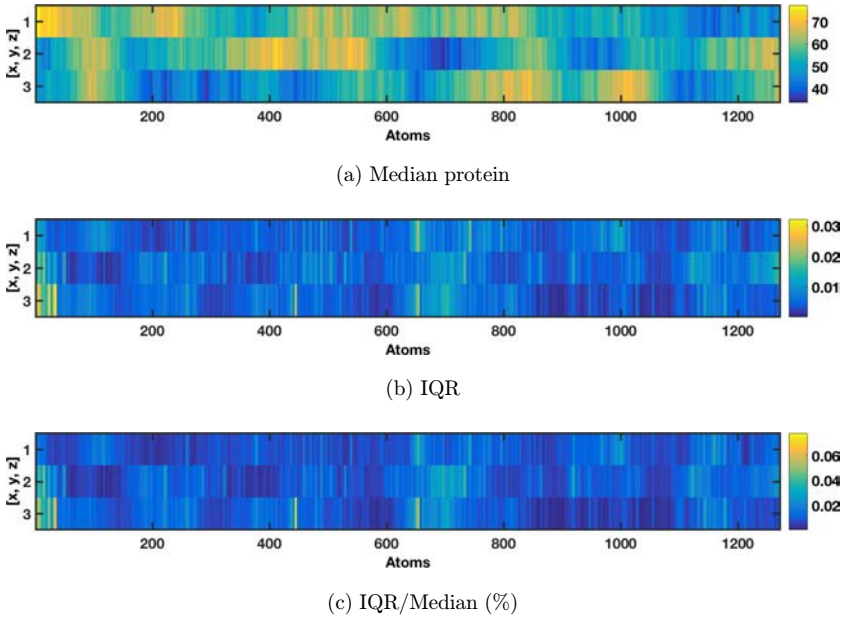 [x, y, z]
1
2
3
200 400 600 800 1000 1200
Atoms
70
60
50
40
(a) Median protein
[x, y, z]
1
2
3
200 400 600 800 1000 1200
Atoms
0.03
0.02
0.01
(b) IQR
[x, y, z]
1
2
3
200 400 600 800 1000 1200
Atoms
0.06
0.04
0.02
(c) IQR/Median (%)